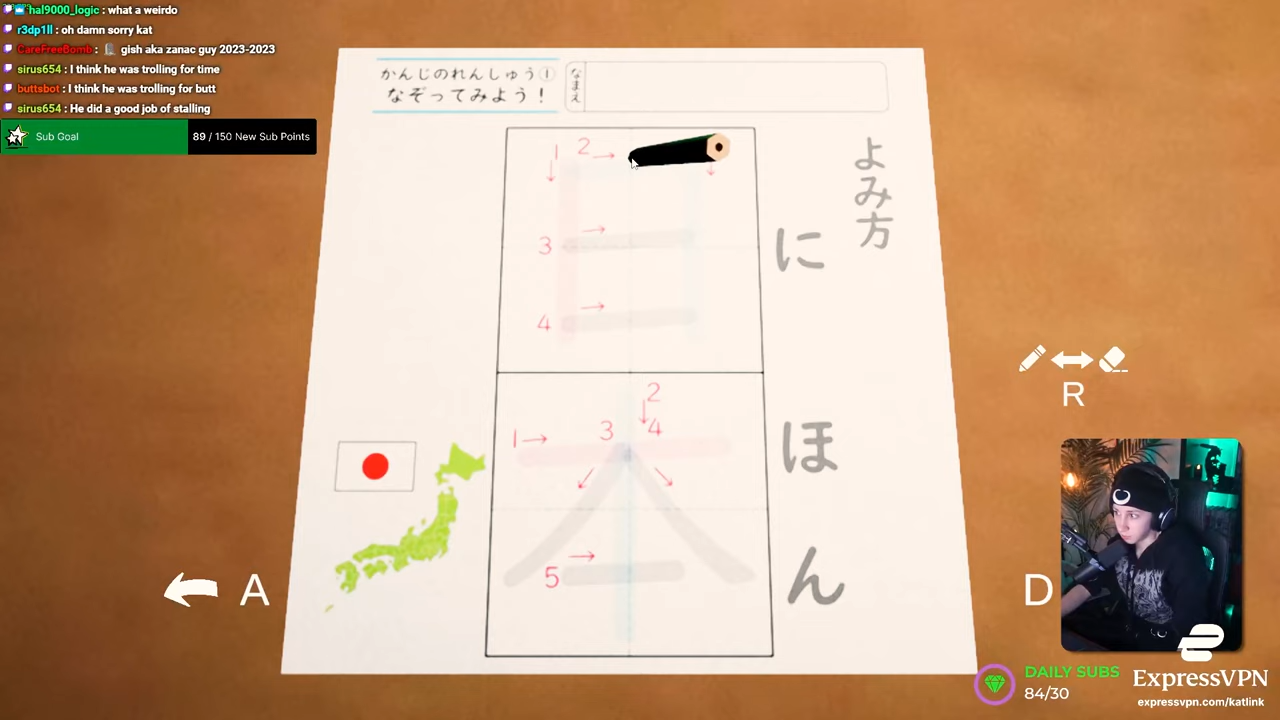 hal9000_logic : what a weirdo
r3dp1ll : oh damn sorry kat
CareFreeBomb : gish aka zanac guy 2023-2023
sirus654 : I think he was trolling for time
buttsbot : I think he was trolling for butt
sirus654 : He did a good job of stalling
Sub Goal
89 / 150 New Sub Points
かんじのれんしゅう①
なぞってみよう！
なまえ
よみ方
にほん
日本
1
2
3
4
1
2
3
4
5
R
A
D
DAILY SUBS
84/30
ExpressVPN
expressvpn.com/katlink